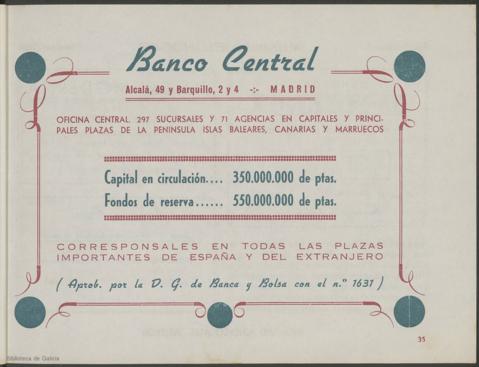 Banco Central
Alcalá, 49 y Barquillo, 2 y 4 -:- MADRID
OFICINA CENTRAL. 297 SUCURSALES Y 71 AGENCIAS EN CAPITALES Y PRINCI-
PALES PLAZAS DE LA PENINSULA ISLAS BALEARES, CANARIAS Y MARRUECOS
Capital en circulación.... 350.000.000 de ptas.
Fondos de reserva...... 550.000.000 de ptas.
CORRESPONSALES EN TODAS LAS PLAZAS
IMPORTANTES DE ESPAÑA Y DEL EXTRANJERO
(Aprob. por la D. G. de Banca y Bolsa con el n.º 1631)
35
Biblioteca de Galicia